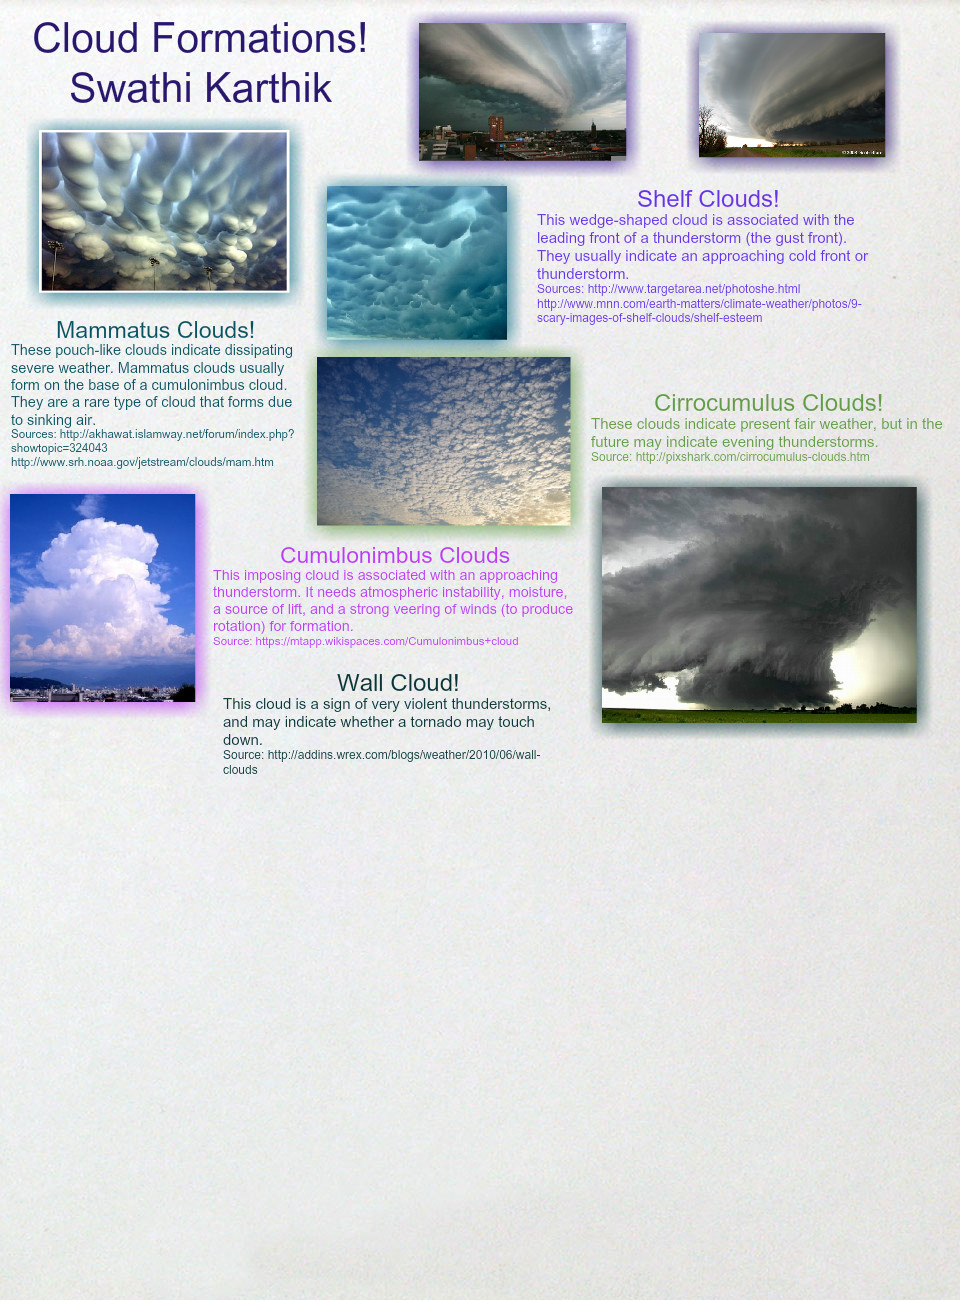 Cloud Formations!
Swathi Karthik
Shelf Clouds!
This wedge-shaped cloud is associated with the
leading front of a thunderstorm (the gust front).
They usually indicate an approaching cold front or
thunderstorm.
Sources: http://www.targetarea.net/photoshe.html
http://www.mnn.com/earth-matters/climate-weather/photos/9-
scary-images-of-shelf-clouds/shelf-esteem
Mammatus Clouds!
These pouch-like clouds indicate dissipating
severe weather. Mammatus clouds usually
form on the base of a cumulonimbus cloud.
They are a rare type of cloud that forms due
to sinking air.
Sources: http://akhawat.islamway.net/forum/index.php?
showtopic=324043
http://www.srh.noaa.gov/jetstream/clouds/mam.htm
Cirrocumulus Clouds!
These clouds indicate present fair weather, but in the
future may indicate evening thunderstorms.
Source: http://pixshark.com/cirrocumulus-clouds.htm
Cumulonimbus Clouds
This imposing cloud is associated with an approaching
thunderstorm. It needs atmospheric instability, moisture,
a source of lift, and a strong veering of winds (to produce
rotation) for formation.
Source: https://mtapp.wikispaces.com/Cumulonimbus+cloud
Wall Cloud!
This cloud is a sign of very violent thunderstorms,
and may indicate whether a tornado may touch
down.
Source: http://addins.wrex.com/blogs/weather/2010/06/wall-
clouds